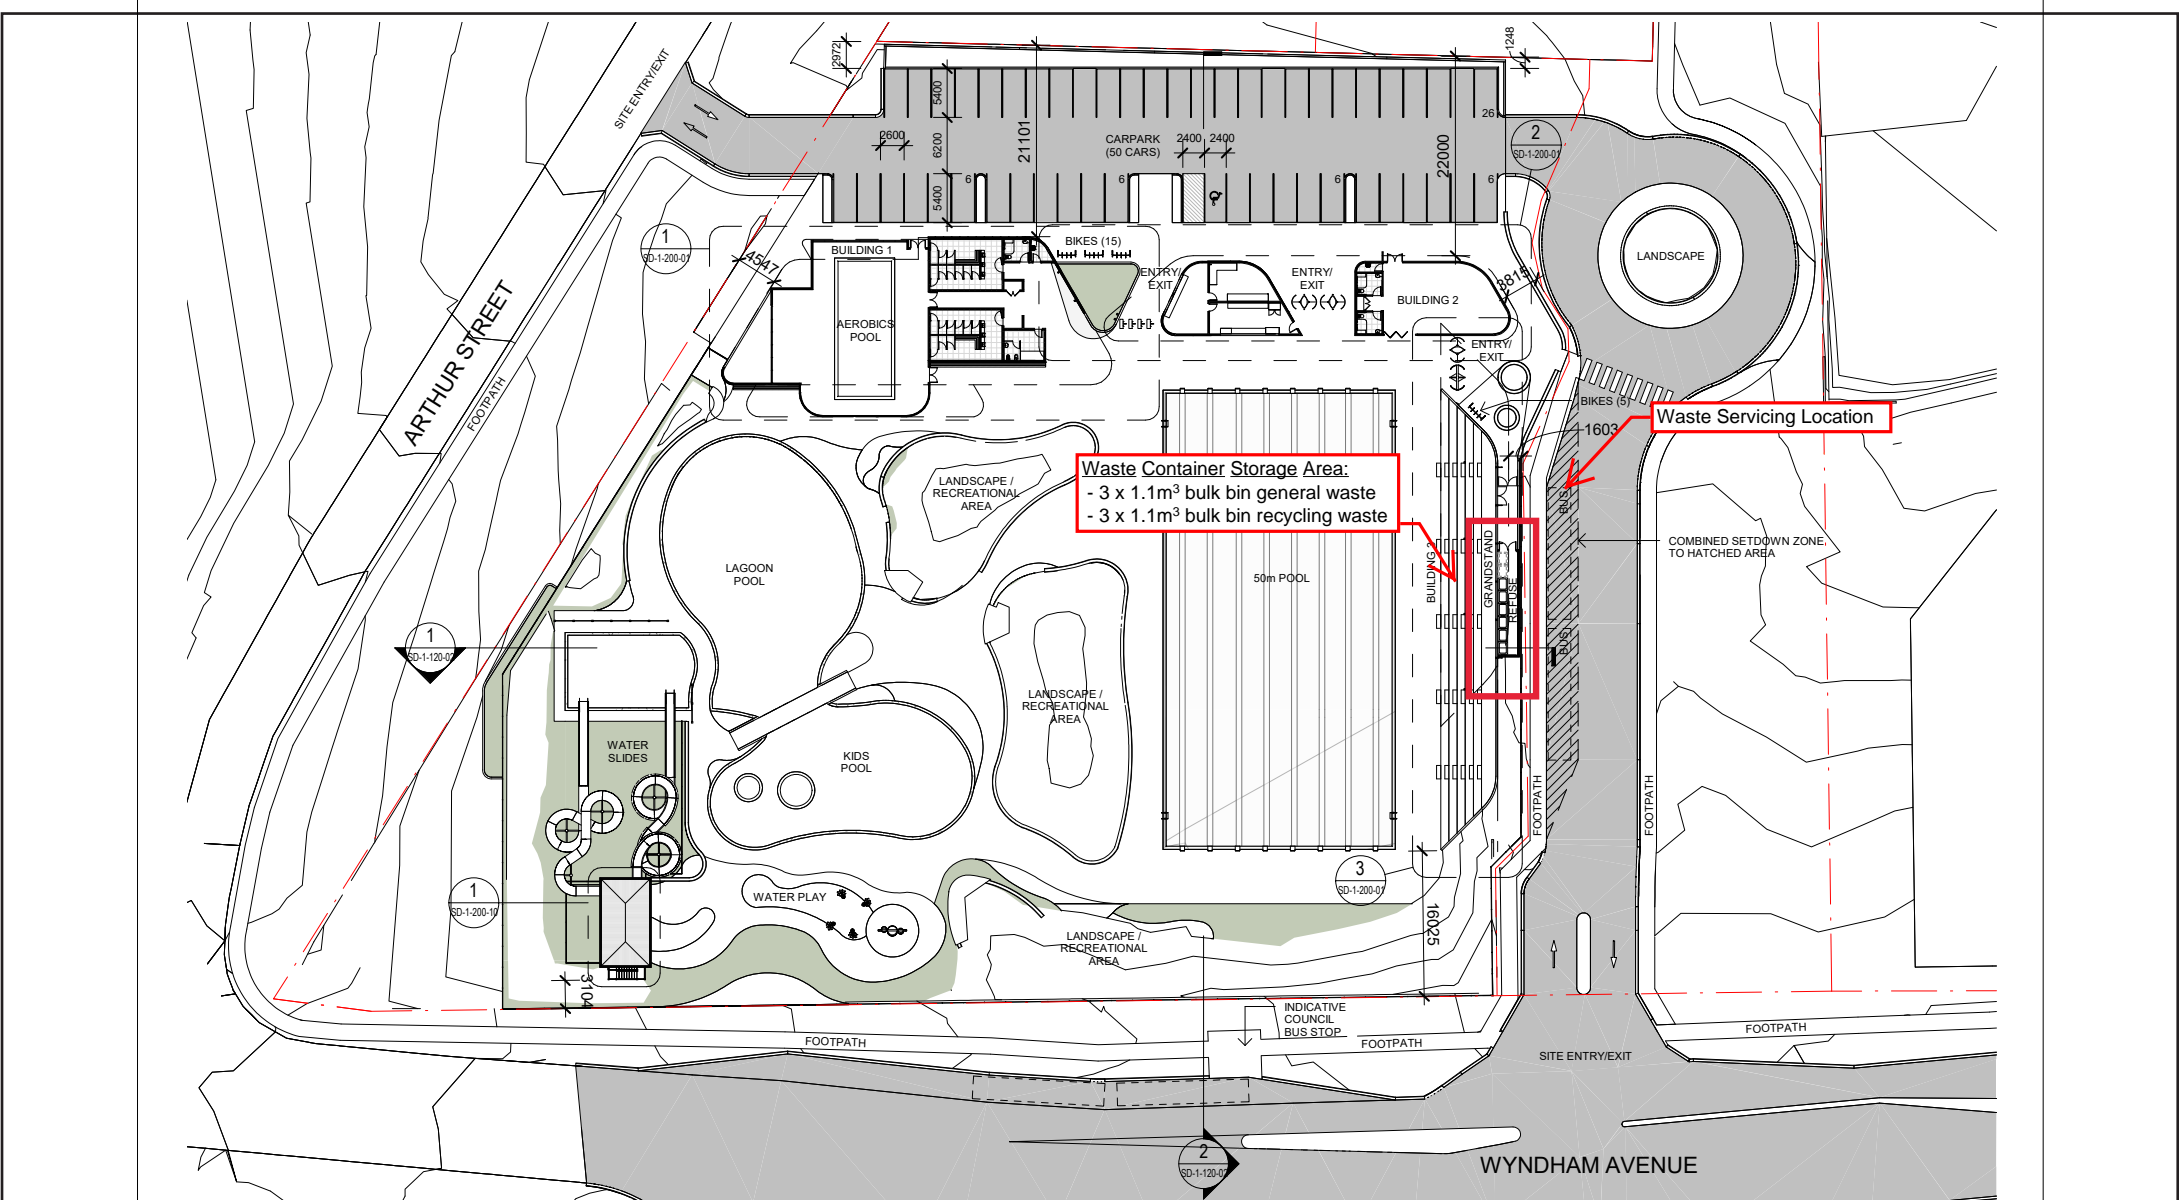 SITE ENTRY/EXIT
2972
1248
5400
2600
6200
21101
CARPARK
(50 CARS)
2400
2400
22000
26
2
SD-1-200-01
5400
6
6
6
6
1
SD-1-200-01
4547
BUILDING 1
BIKES (15)
ENTRY/
EXIT
ENTRY/
EXIT
BUILDING 2
3815
LANDSCAPE
AEROBICS
POOL
ENTRY/
EXIT
ARTHUR STREET
FOOTPATH
BIKES (5)
1603
Waste Servicing Location
Waste Container Storage Area:
- 3 x 1.1m³ bulk bin general waste
- 3 x 1.1m³ bulk bin recycling waste
LANDSCAPE /
RECREATIONAL
AREA
BUS
COMBINED SETDOWN ZONE
TO HATCHED AREA
LAGOON
POOL
50m POOL
BUILDING 3
GRANDSTAND
REFUSE
BUS
1
SD-1-120-02
LANDSCAPE /
RECREATIONAL
AREA
WATER
SLIDES
KIDS
POOL
FOOTPATH
FOOTPATH
3
SD-1-200-01
1
SD-1-200-10
WATER PLAY
LANDSCAPE /
RECREATIONAL
AREA
16025
3104
INDICATIVE
COUNCIL
BUS STOP
FOOTPATH
FOOTPATH
FOOTPATH
SITE ENTRY/EXIT
2
SD-1-120-02
WYNDHAM AVENUE